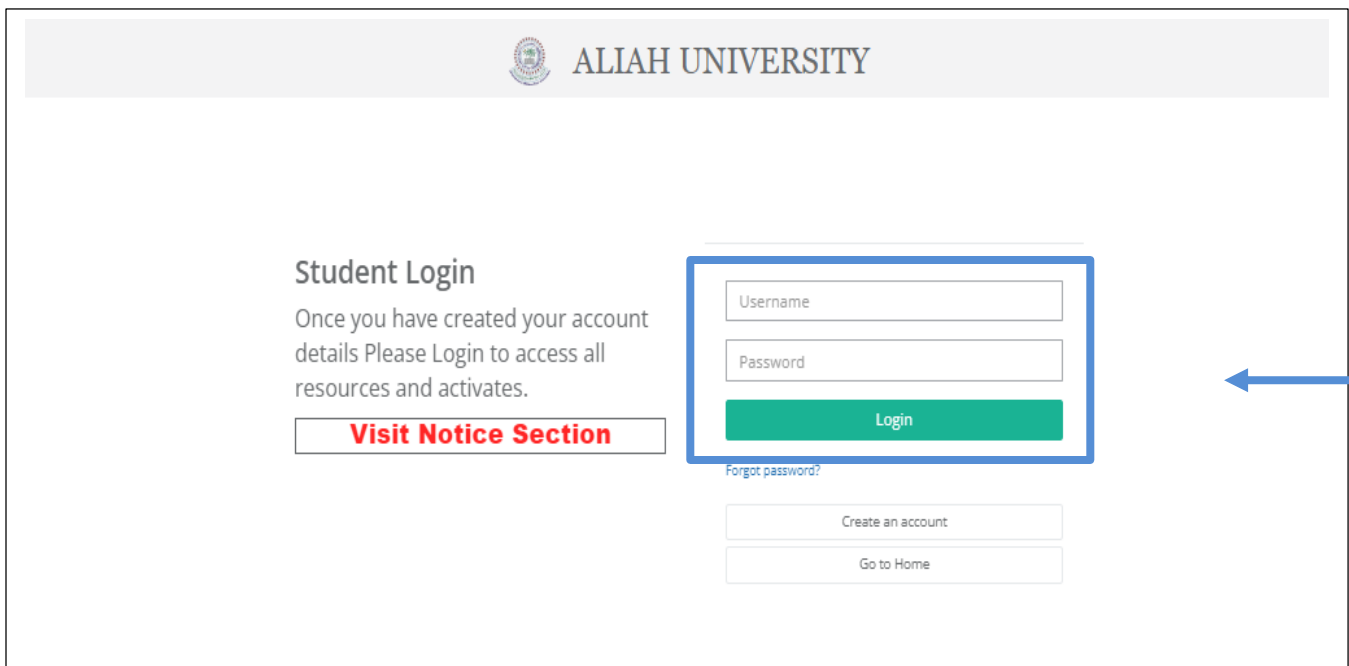 ALIAH UNIVERSITY
Student Login
Once you have created your account
details Please Login to access all
resources and activates.
Visit Notice Section
Username
Password
Login
Forgot password?
Create an account
Go to Home